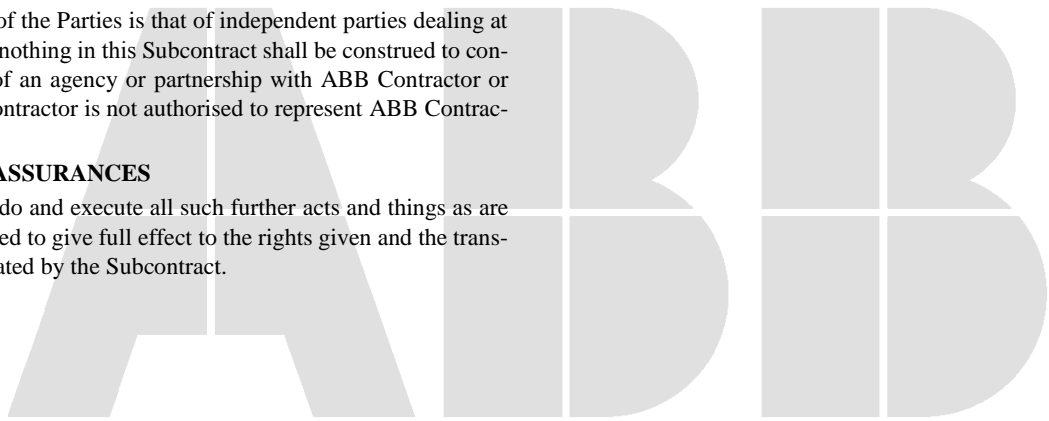 of the Parties is that of independent parties dealing at
nothing in this Subcontract shall be construed to con-
of an agency or partnership with ABB Contractor or
ontractor is not authorised to represent ABB Contrac-
ASSURANCES
do and execute all such further acts and things as are
ed to give full effect to the rights given and the trans-
ated by the Subcontract.
ABB